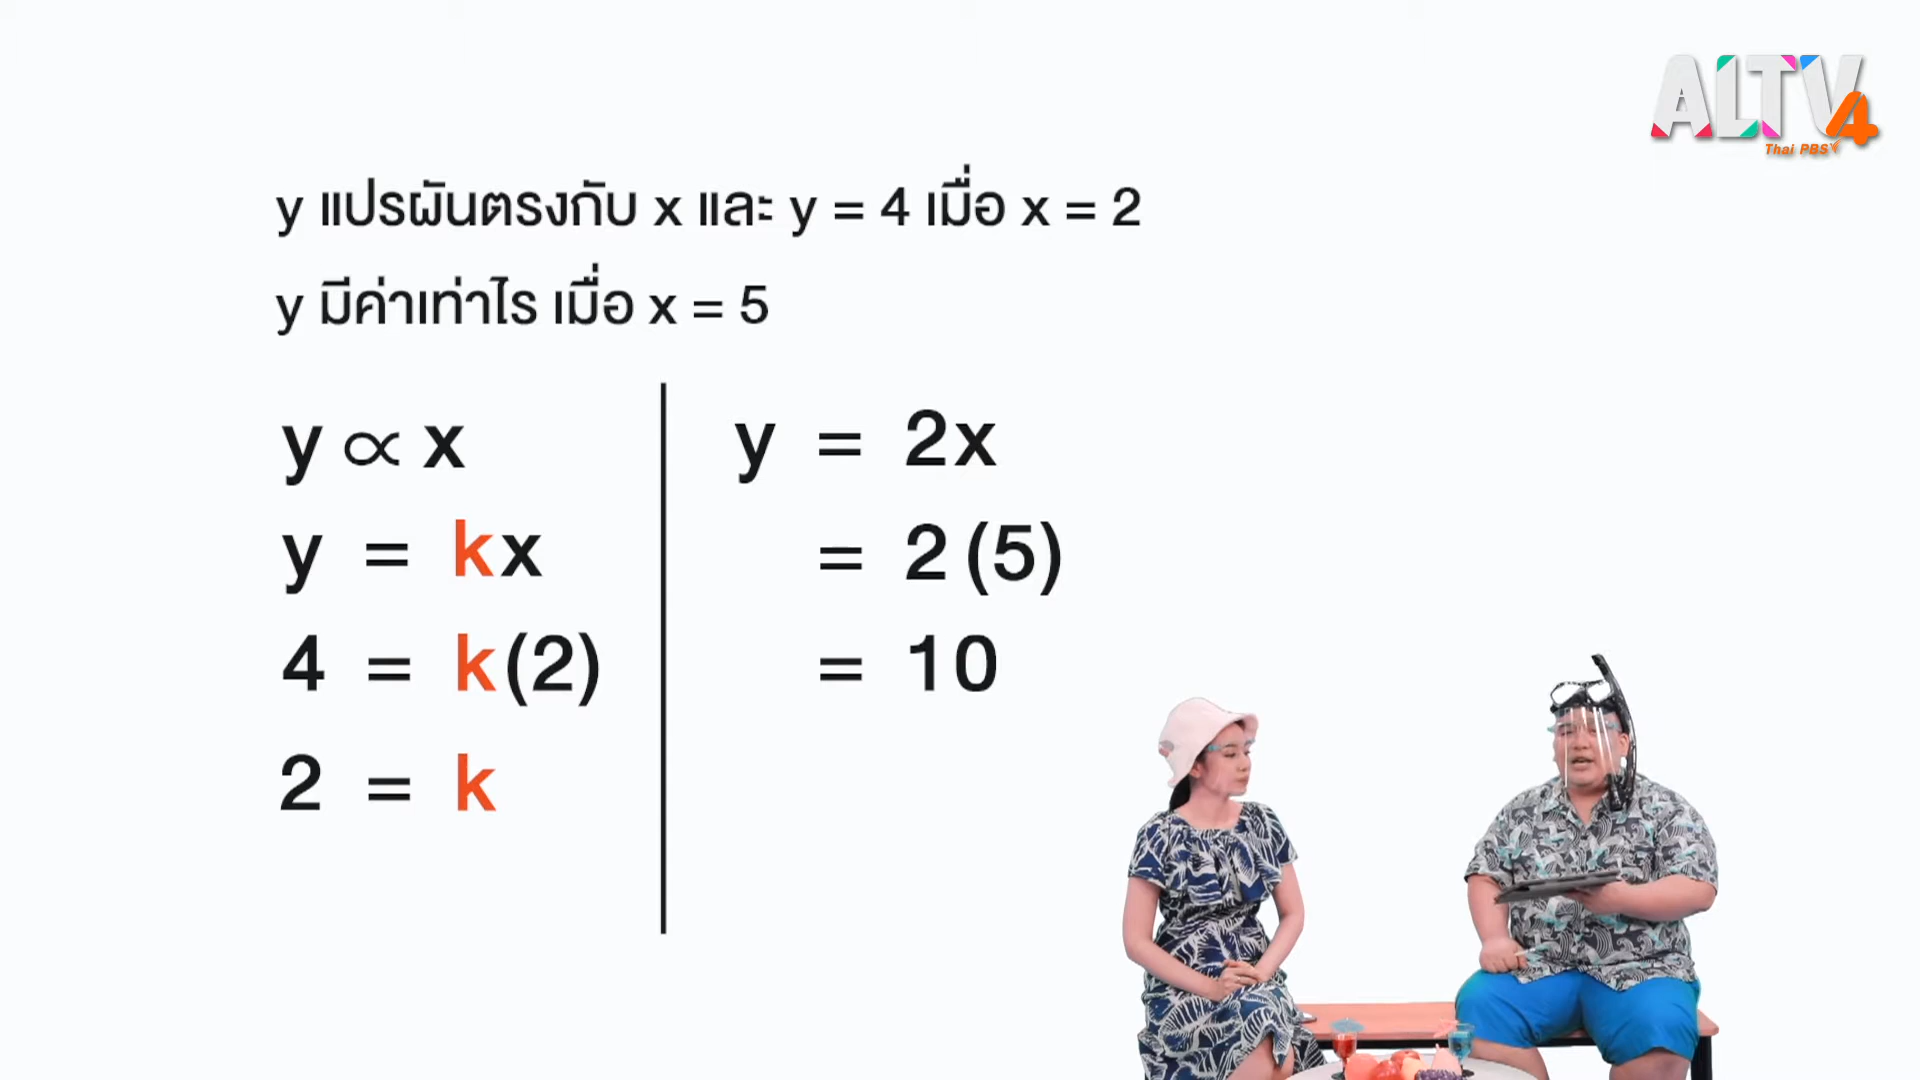 ALTV4
Thai PBS
y แปรผันตรงกับ x และ y = 4 เมื่อ x = 2
y มีค่าเท่าไร เมื่อ x = 5
y ∝ x
y = kx
4 = k(2)
2 = k
y = 2x
= 2(5)
= 10